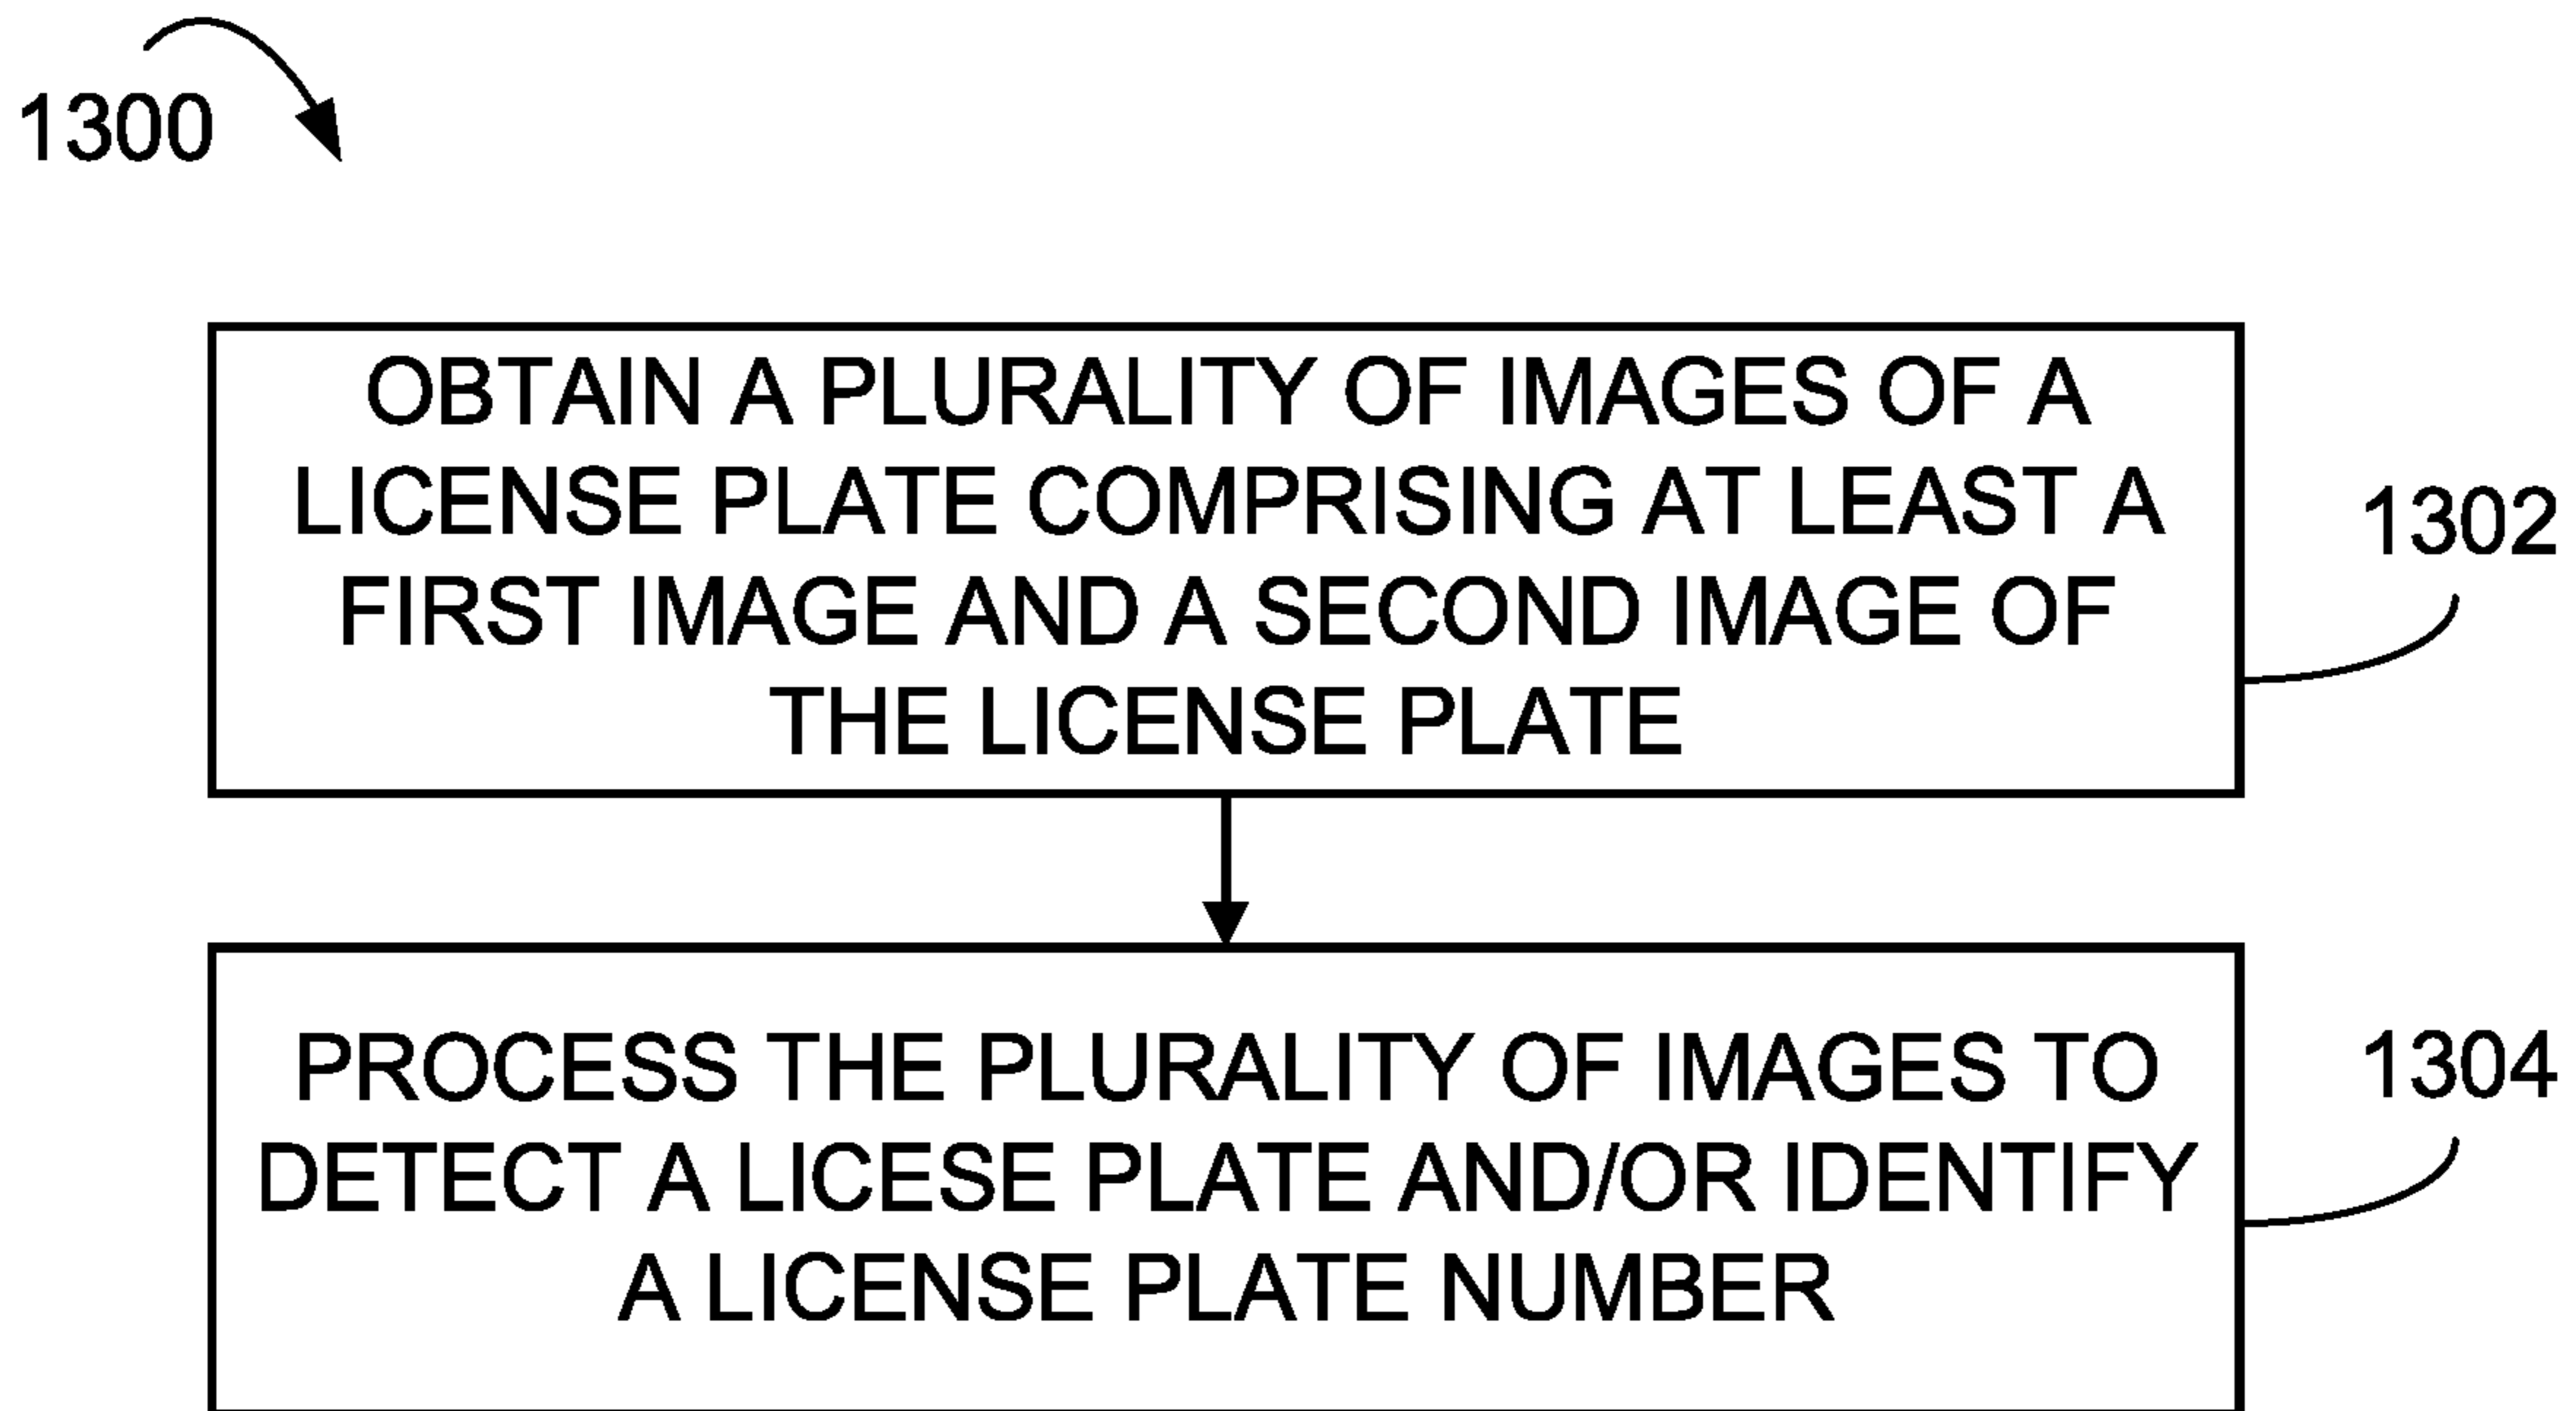 1300
OBTAIN A PLURALITY OF IMAGES OF A
LICENSE PLATE COMPRISING AT LEAST A
FIRST IMAGE AND A SECOND IMAGE OF
THE LICENSE PLATE
1302
PROCESS THE PLURALITY OF IMAGES TO
DETECT A LICESE PLATE AND/OR IDENTIFY
A LICENSE PLATE NUMBER
1304